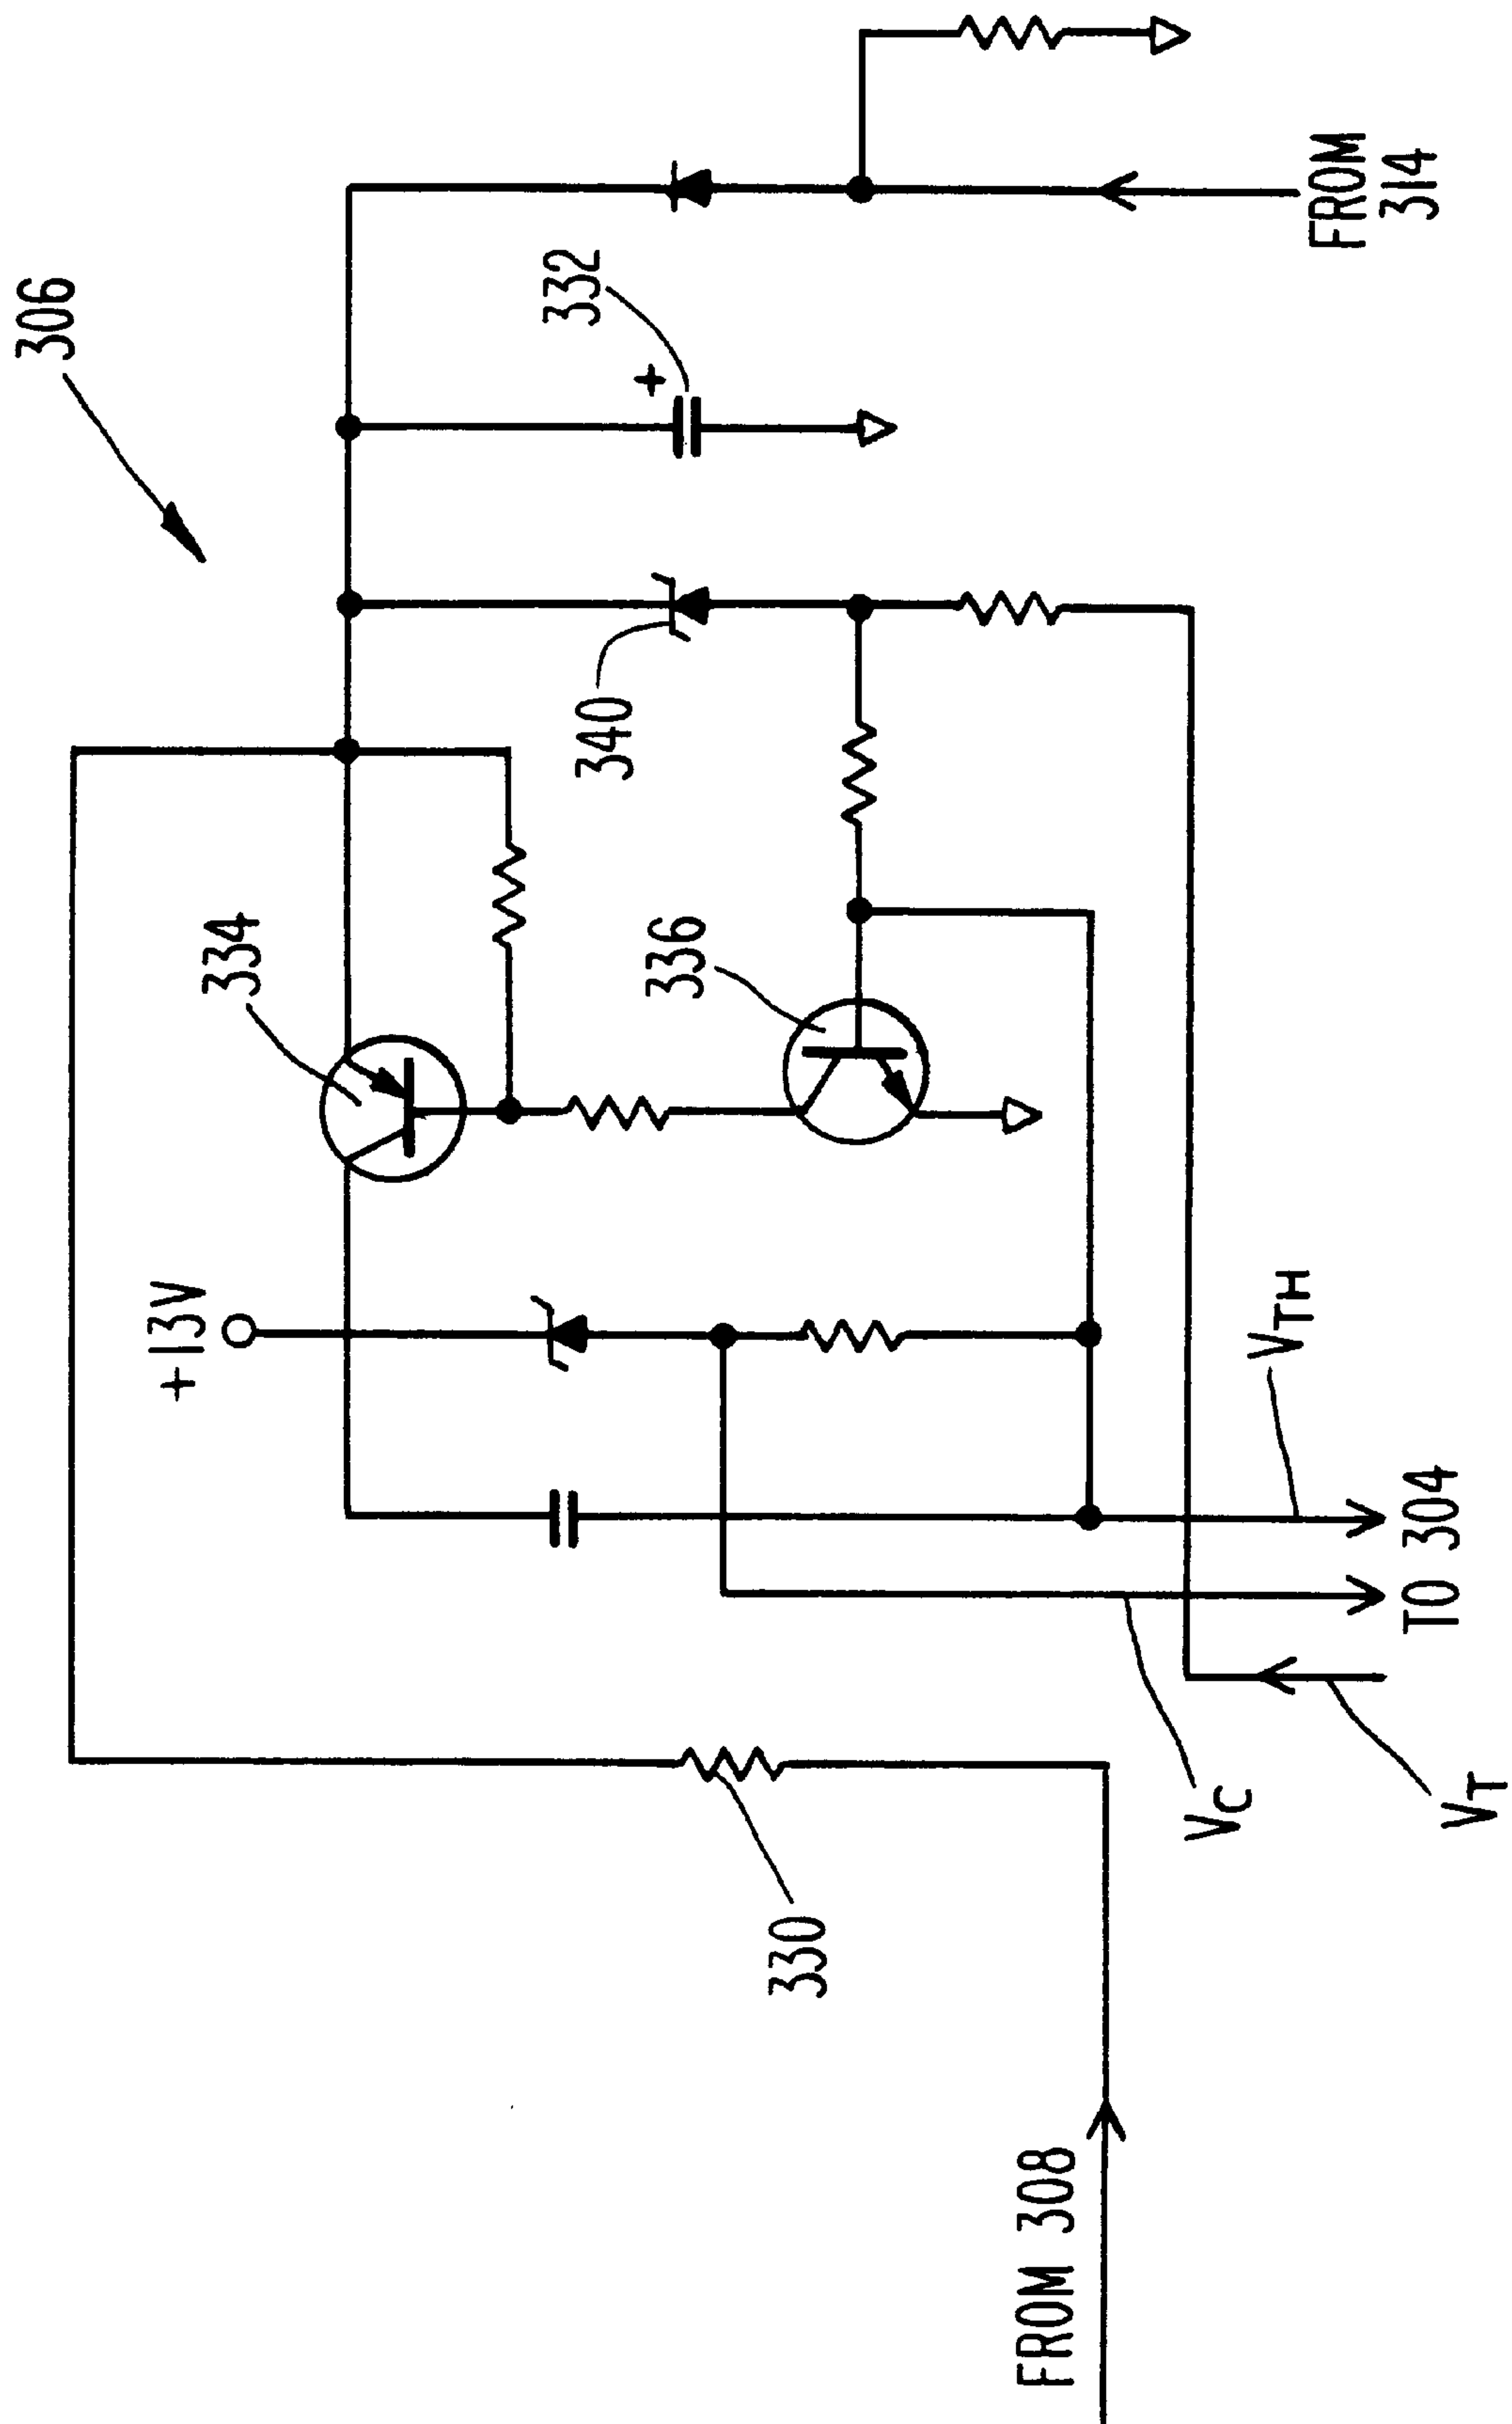 306
334
332
+13V
340
336
330
FROM 308
V_C
V_T
TO 304
V_TH
FROM
314
+